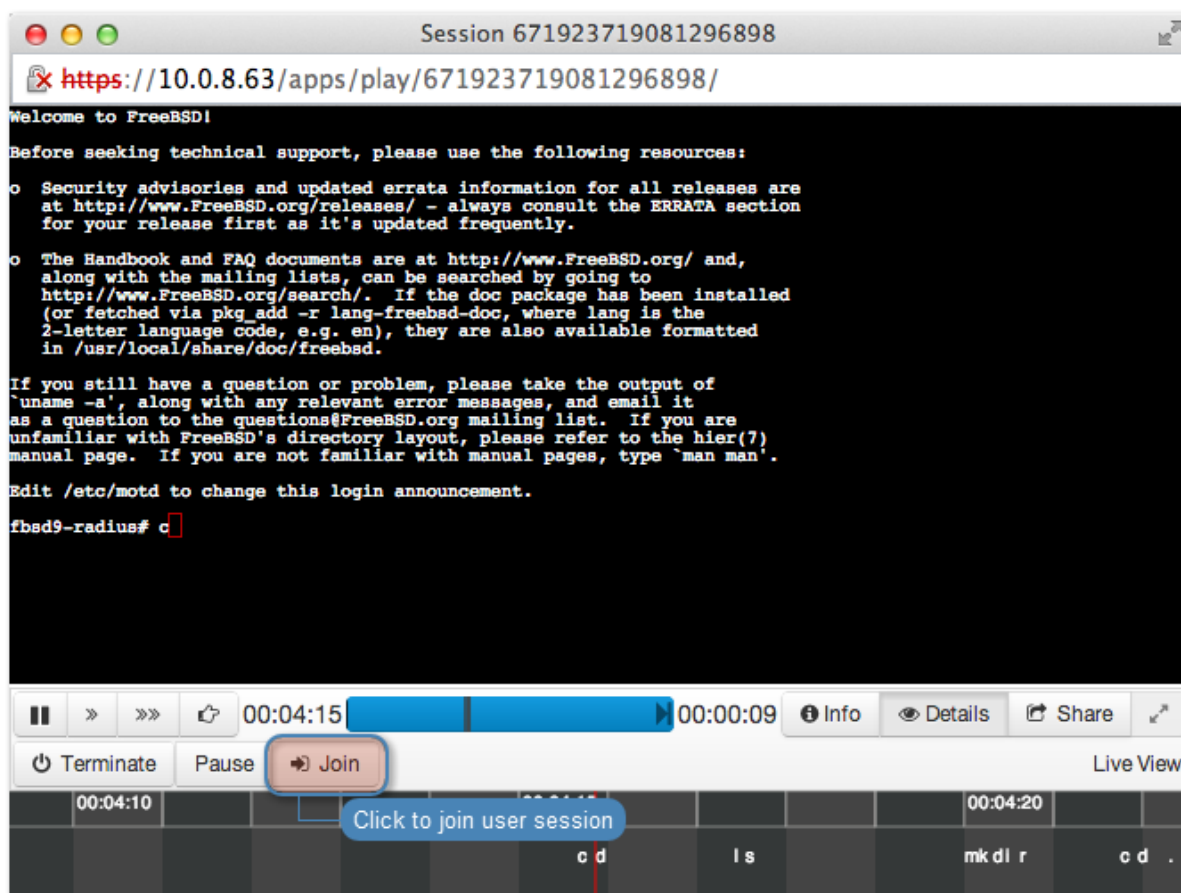 Session 671923719081296898
https://10.0.8.63/apps/play/671923719081296898/
Welcome to FreeBSD!
Before seeking technical support, please use the following resources:
o Security advisories and updated errata information for all releases are
at http://www.FreeBSD.org/releases/ - always consult the ERRATA section
for your release first as it's updated frequently.
o The Handbook and FAQ documents are at http://www.FreeBSD.org/ and,
along with the mailing lists, can be searched by going to
http://www.FreeBSD.org/search/. If the doc package has been installed
(or fetched via pkg_add -r lang-freebsd-doc, where lang is the
2-letter language code, e.g. en), they are also available formatted
in /usr/local/share/doc/freebsd.
If you still have a question or problem, please take the output of
`uname -a', along with any relevant error messages, and email it
as a question to the questions@FreeBSD.org mailing list. If you are
unfamiliar with FreeBSD's directory layout, please refer to the hier(7)
manual page. If you are not familiar with manual pages, type `man man'.
Edit /etc/motd to change this login announcement.
fbsd9-radius# c
00:04:15 00:00:09 Info Details Share
Terminate Pause Join Live View
00:04:10 00:04:20
Click to join user session
cd ls mkdir cd .